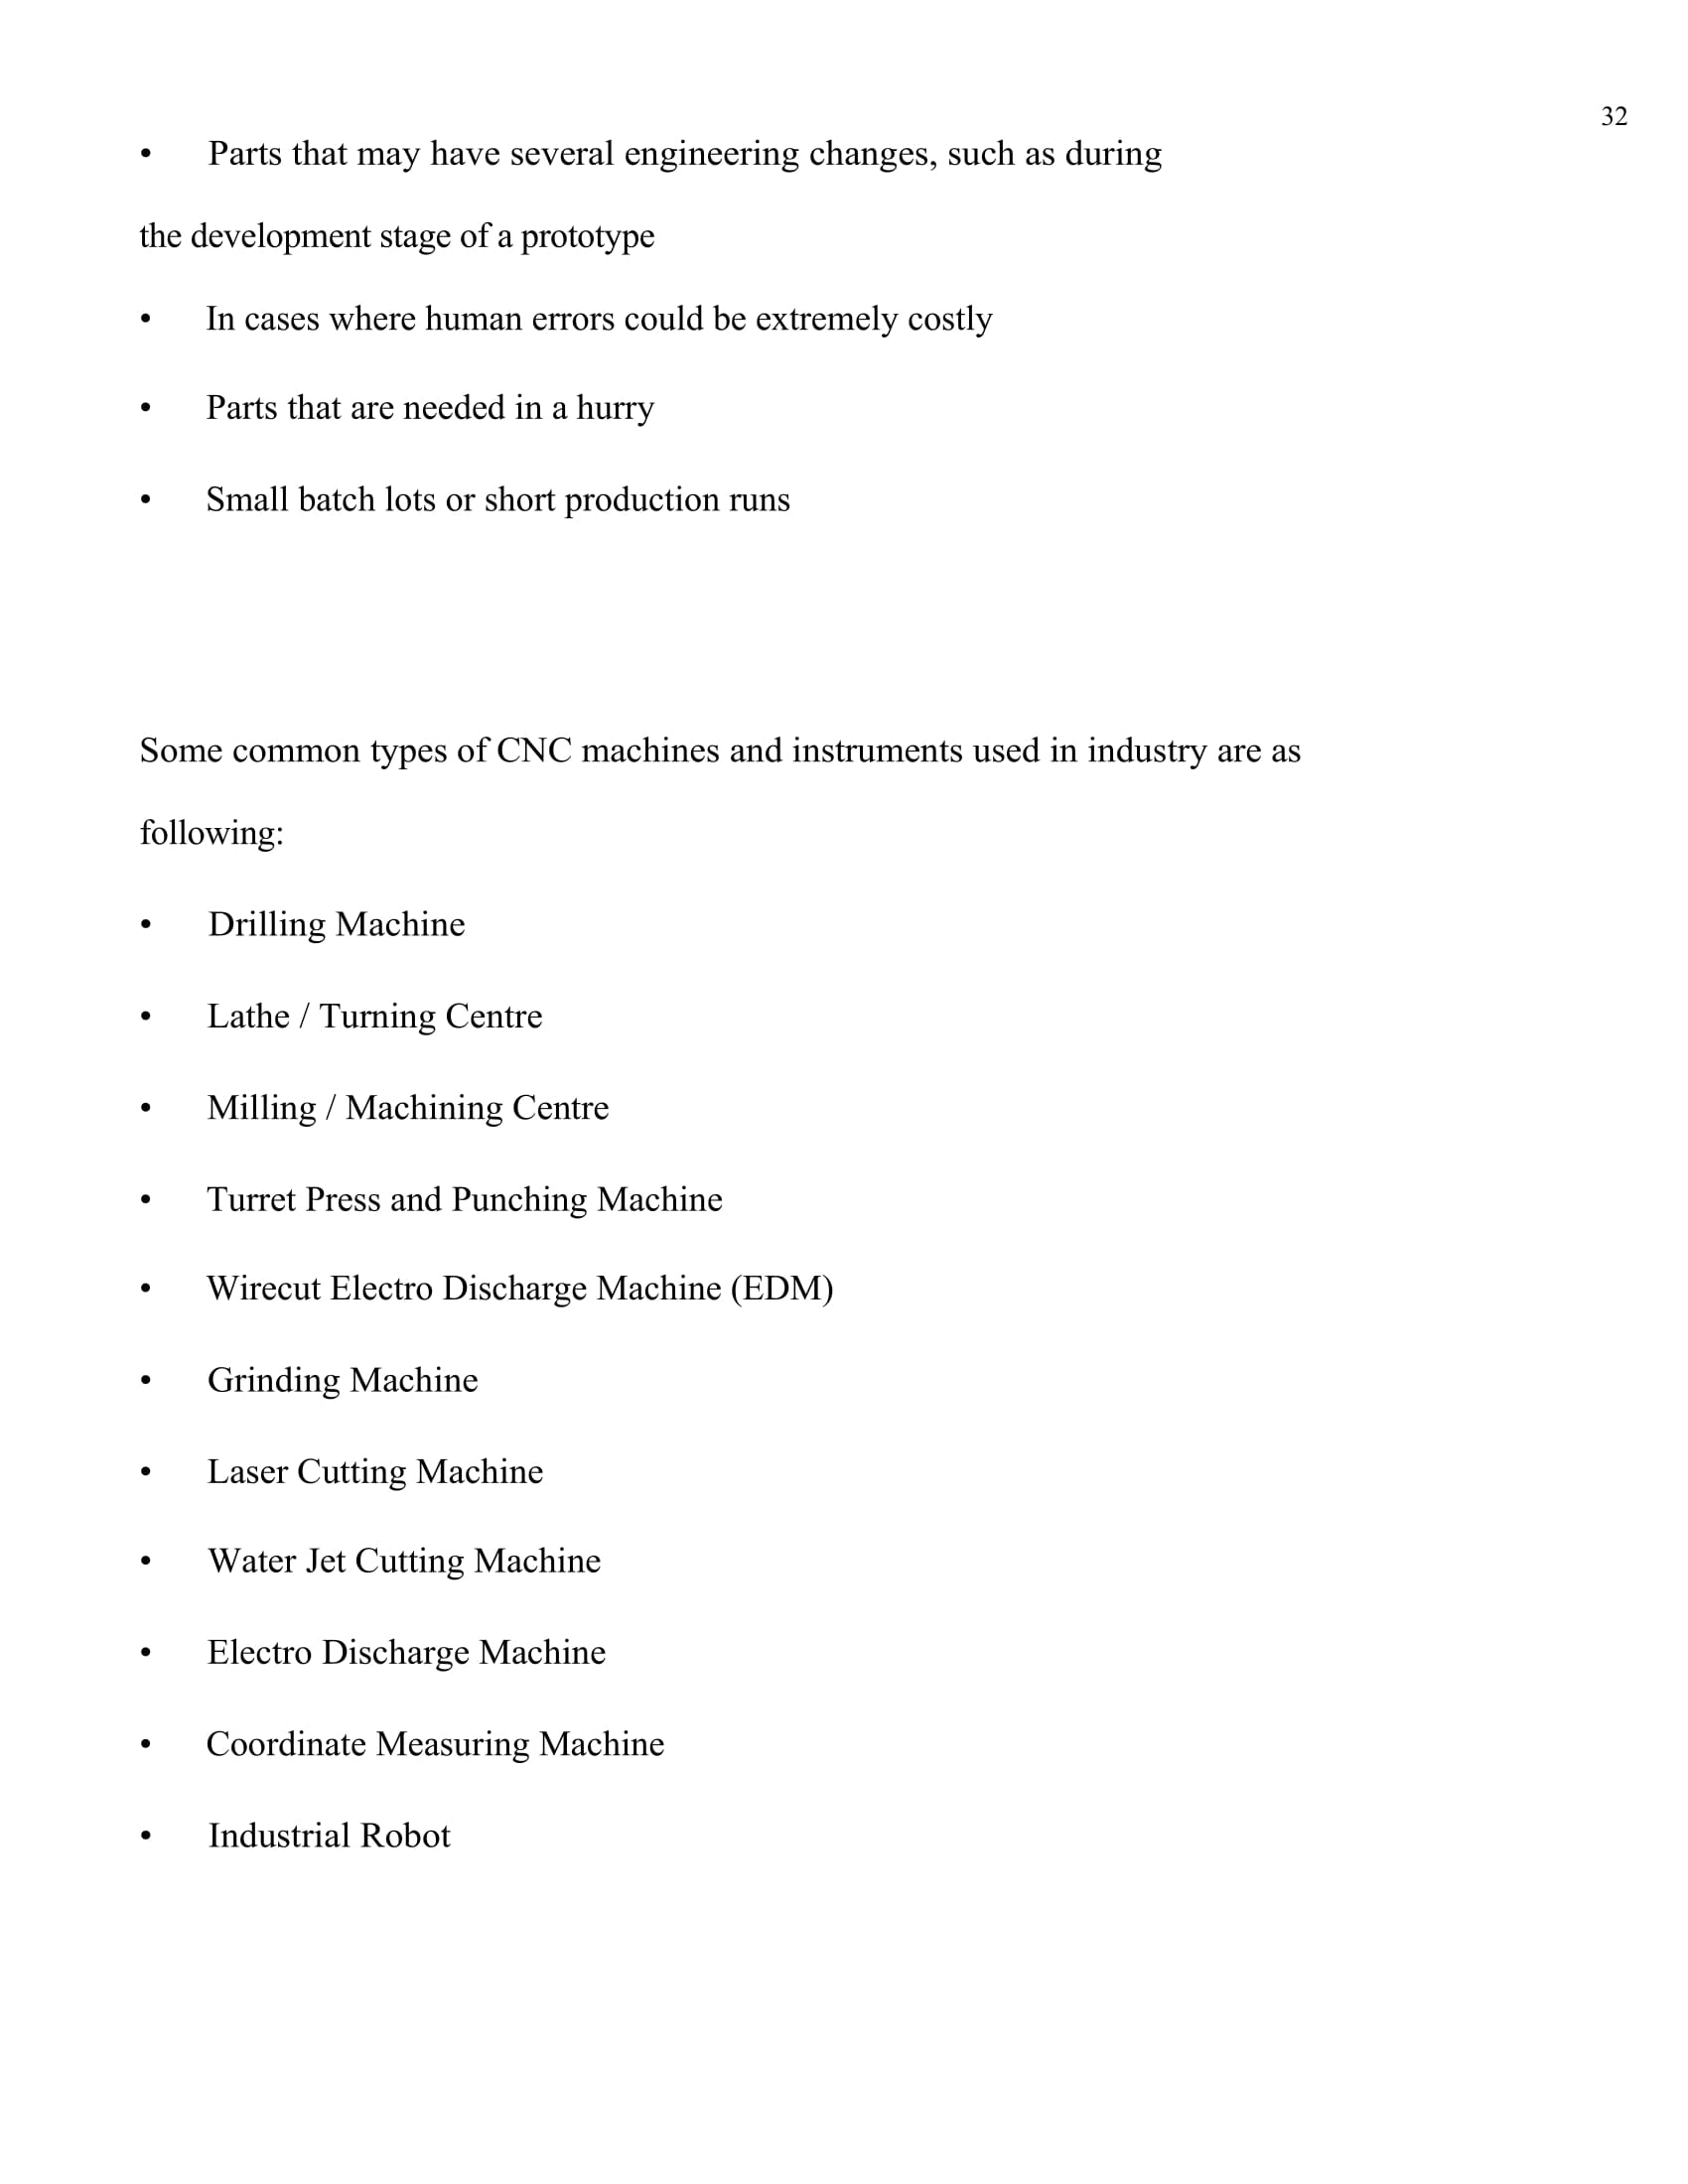 32
• Parts that may have several engineering changes, such as during
the development stage of a prototype
• In cases where human errors could be extremely costly
• Parts that are needed in a hurry
• Small batch lots or short production runs
Some common types of CNC machines and instruments used in industry are as
following:
• Drilling Machine
• Lathe / Turning Centre
• Milling / Machining Centre
• Turret Press and Punching Machine
• Wirecut Electro Discharge Machine (EDM)
• Grinding Machine
• Laser Cutting Machine
• Water Jet Cutting Machine
• Electro Discharge Machine
• Coordinate Measuring Machine
• Industrial Robot